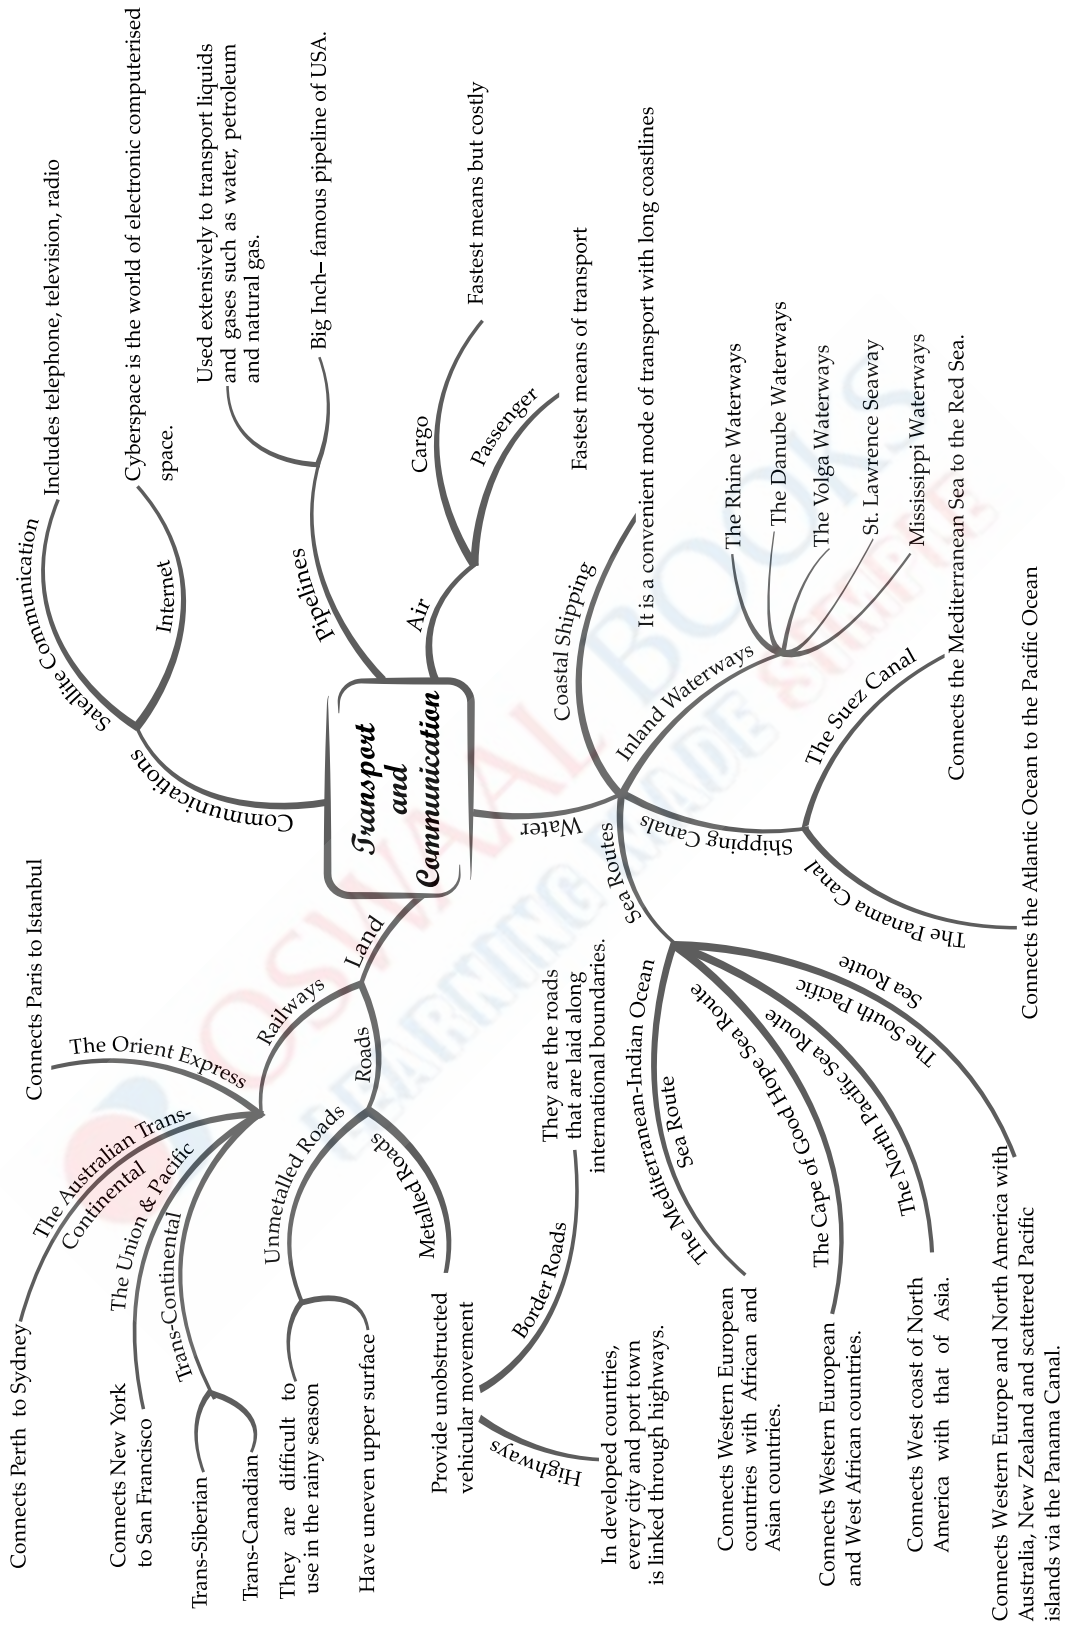 Transport
and
Communication
Land
Railways
The Orient Express
Connects Paris to Istanbul
The Australian Trans-
Continental
Connects Perth to Sydney
The Union & Pacific
Connects New York
to San Francisco
Trans-Continental
Trans-Siberian
Trans-Canadian
Roads
Unmetalled Roads
They are difficult to
use in the rainy season
Have uneven upper surface
Metalled Roads
Provide unobstructed
vehicular movement
Highways
In developed countries,
every city and port town
is linked through highways.
Border Roads
They are the roads
that are laid along
international boundaries.
Communications
Satellite Communication
Includes telephone, television, radio
Internet
Cyberspace is the world of electronic computerised
space.
Pipelines
Used extensively to transport liquids
and gases such as water, petroleum
and natural gas.
Big Inch– famous pipeline of USA.
Air
Cargo
Fastest means but costly
Passenger
Fastest means of transport
Water
Coastal Shipping
It is a convenient mode of transport with long coastlines
Inland Waterways
The Rhine Waterways
The Danube Waterways
The Volga Waterways
St. Lawrence Seaway
Mississippi Waterways
Shipping Canals
The Suez Canal
Connects the Mediterranean Sea to the Red Sea.
The Panama Canal
Connects the Atlantic Ocean to the Pacific Ocean
Sea Routes
The Mediterranean-Indian Ocean
Sea Route
Connects Western European
countries with African and
Asian countries.
The Cape of Good Hope Sea Route
Connects Western European
and West African countries.
The North Pacific Sea Route
Connects West coast of North
America with that of Asia.
The South Pacific
Sea Route
Connects Western Europe and North America with
Australia, New Zealand and scattered Pacific
islands via the Panama Canal.
OSWAAL BOOKS
LEARNING MADE SIMPLE